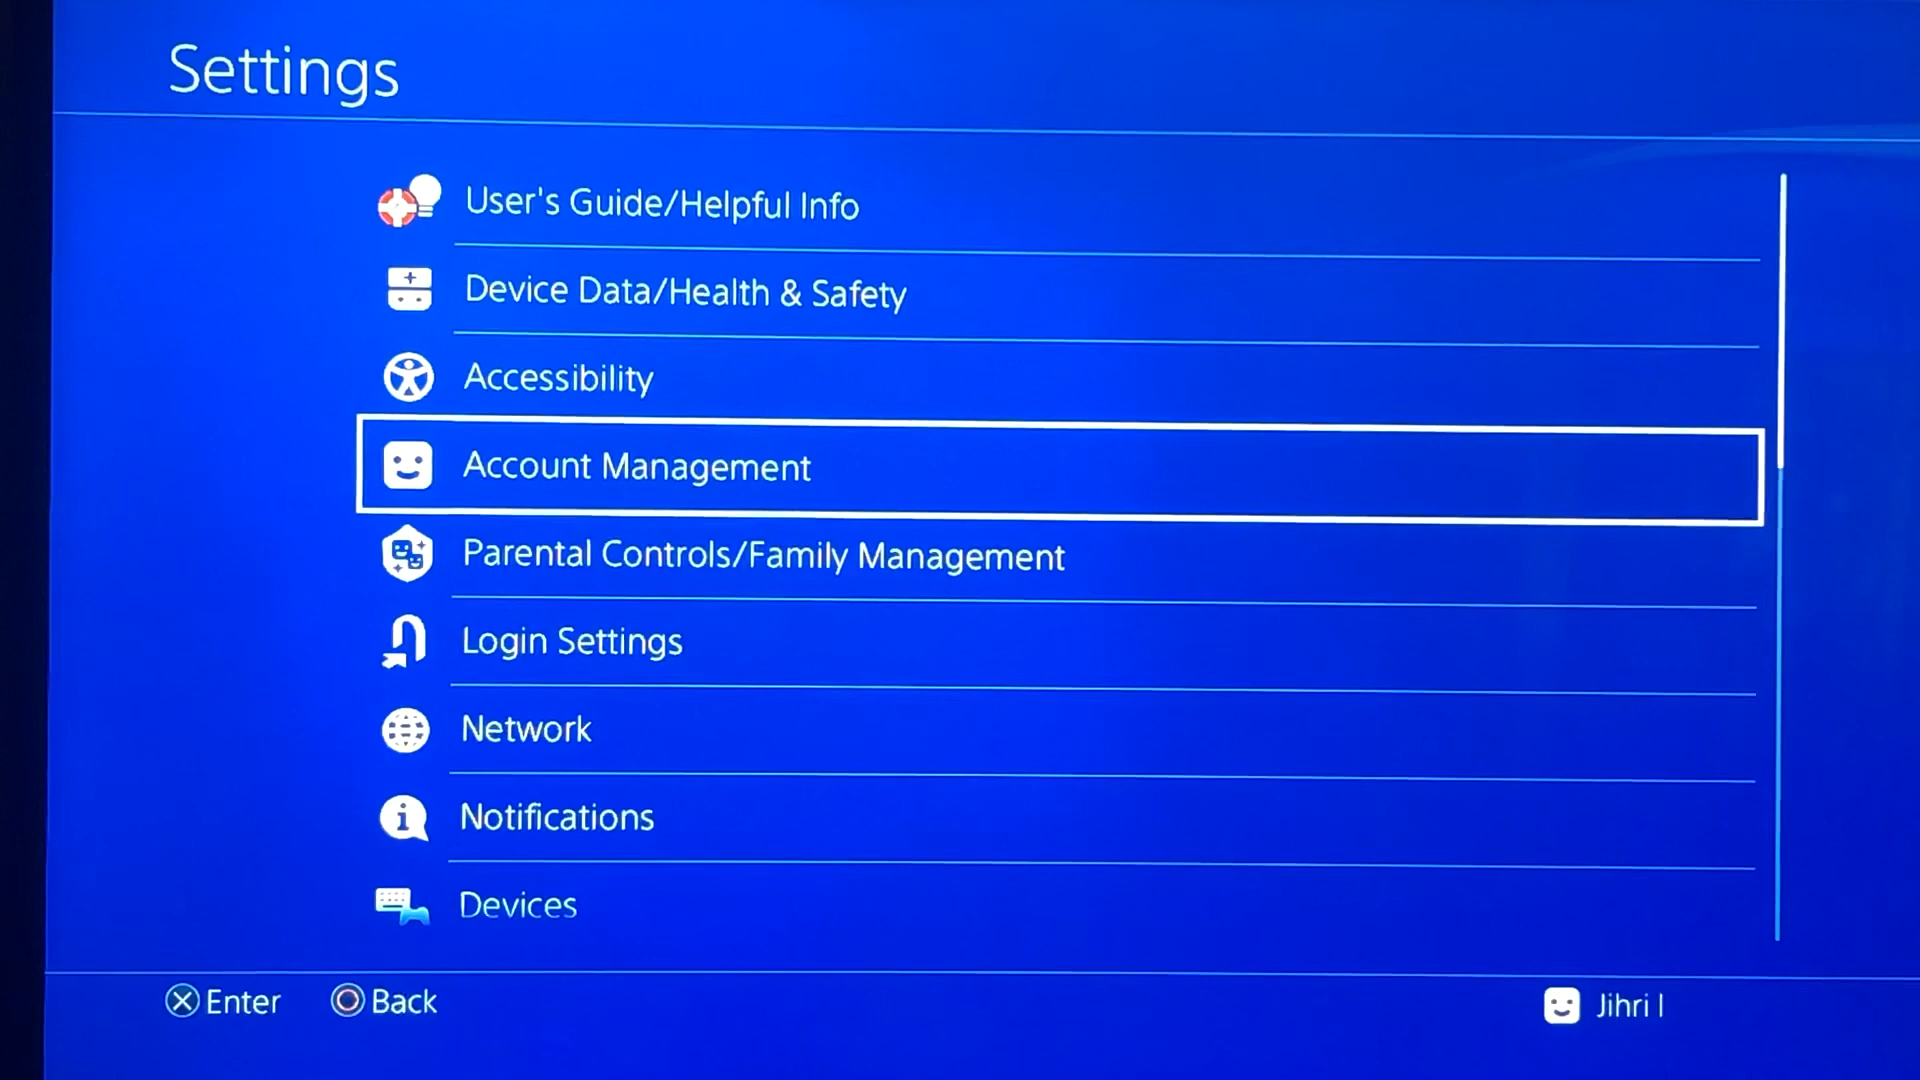 Settings
User's Guide/Helpful Info
Device Data/Health & Safety
Accessibility
Account Management
Parental Controls/Family Management
Login Settings
Network
Notifications
Devices
Enter
Back
Jihri I